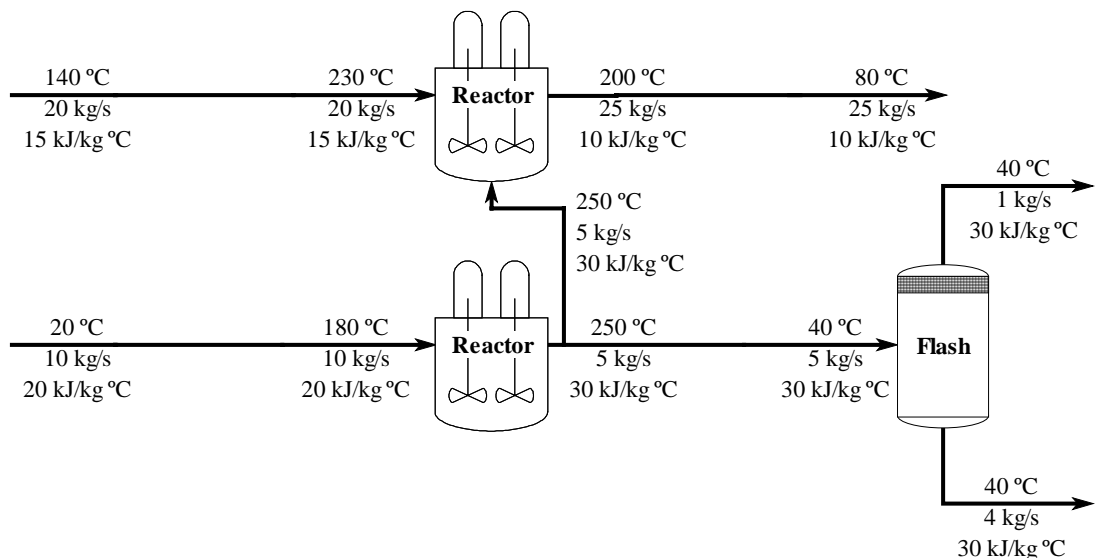 140 ºC
20 kg/s
15 kJ/kg ºC
230 ºC
20 kg/s
15 kJ/kg ºC
Reactor
200 ºC
25 kg/s
10 kJ/kg ºC
80 ºC
25 kg/s
10 kJ/kg ºC
40 ºC
1 kg/s
30 kJ/kg ºC
250 ºC
5 kg/s
30 kJ/kg ºC
20 ºC
10 kg/s
20 kJ/kg ºC
180 ºC
10 kg/s
20 kJ/kg ºC
Reactor
250 ºC
5 kg/s
30 kJ/kg ºC
40 ºC
5 kg/s
30 kJ/kg ºC
Flash
40 ºC
4 kg/s
30 kJ/kg ºC